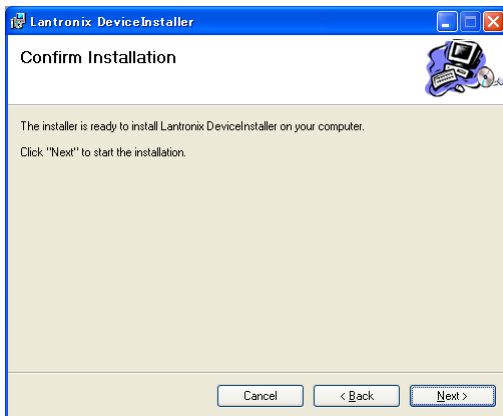 Lantronix DeviceInstaller
Confirm Installation
The installer is ready to install Lantronix DeviceInstaller on your computer.
Click "Next" to start the installation.
Cancel
< Back
Next >